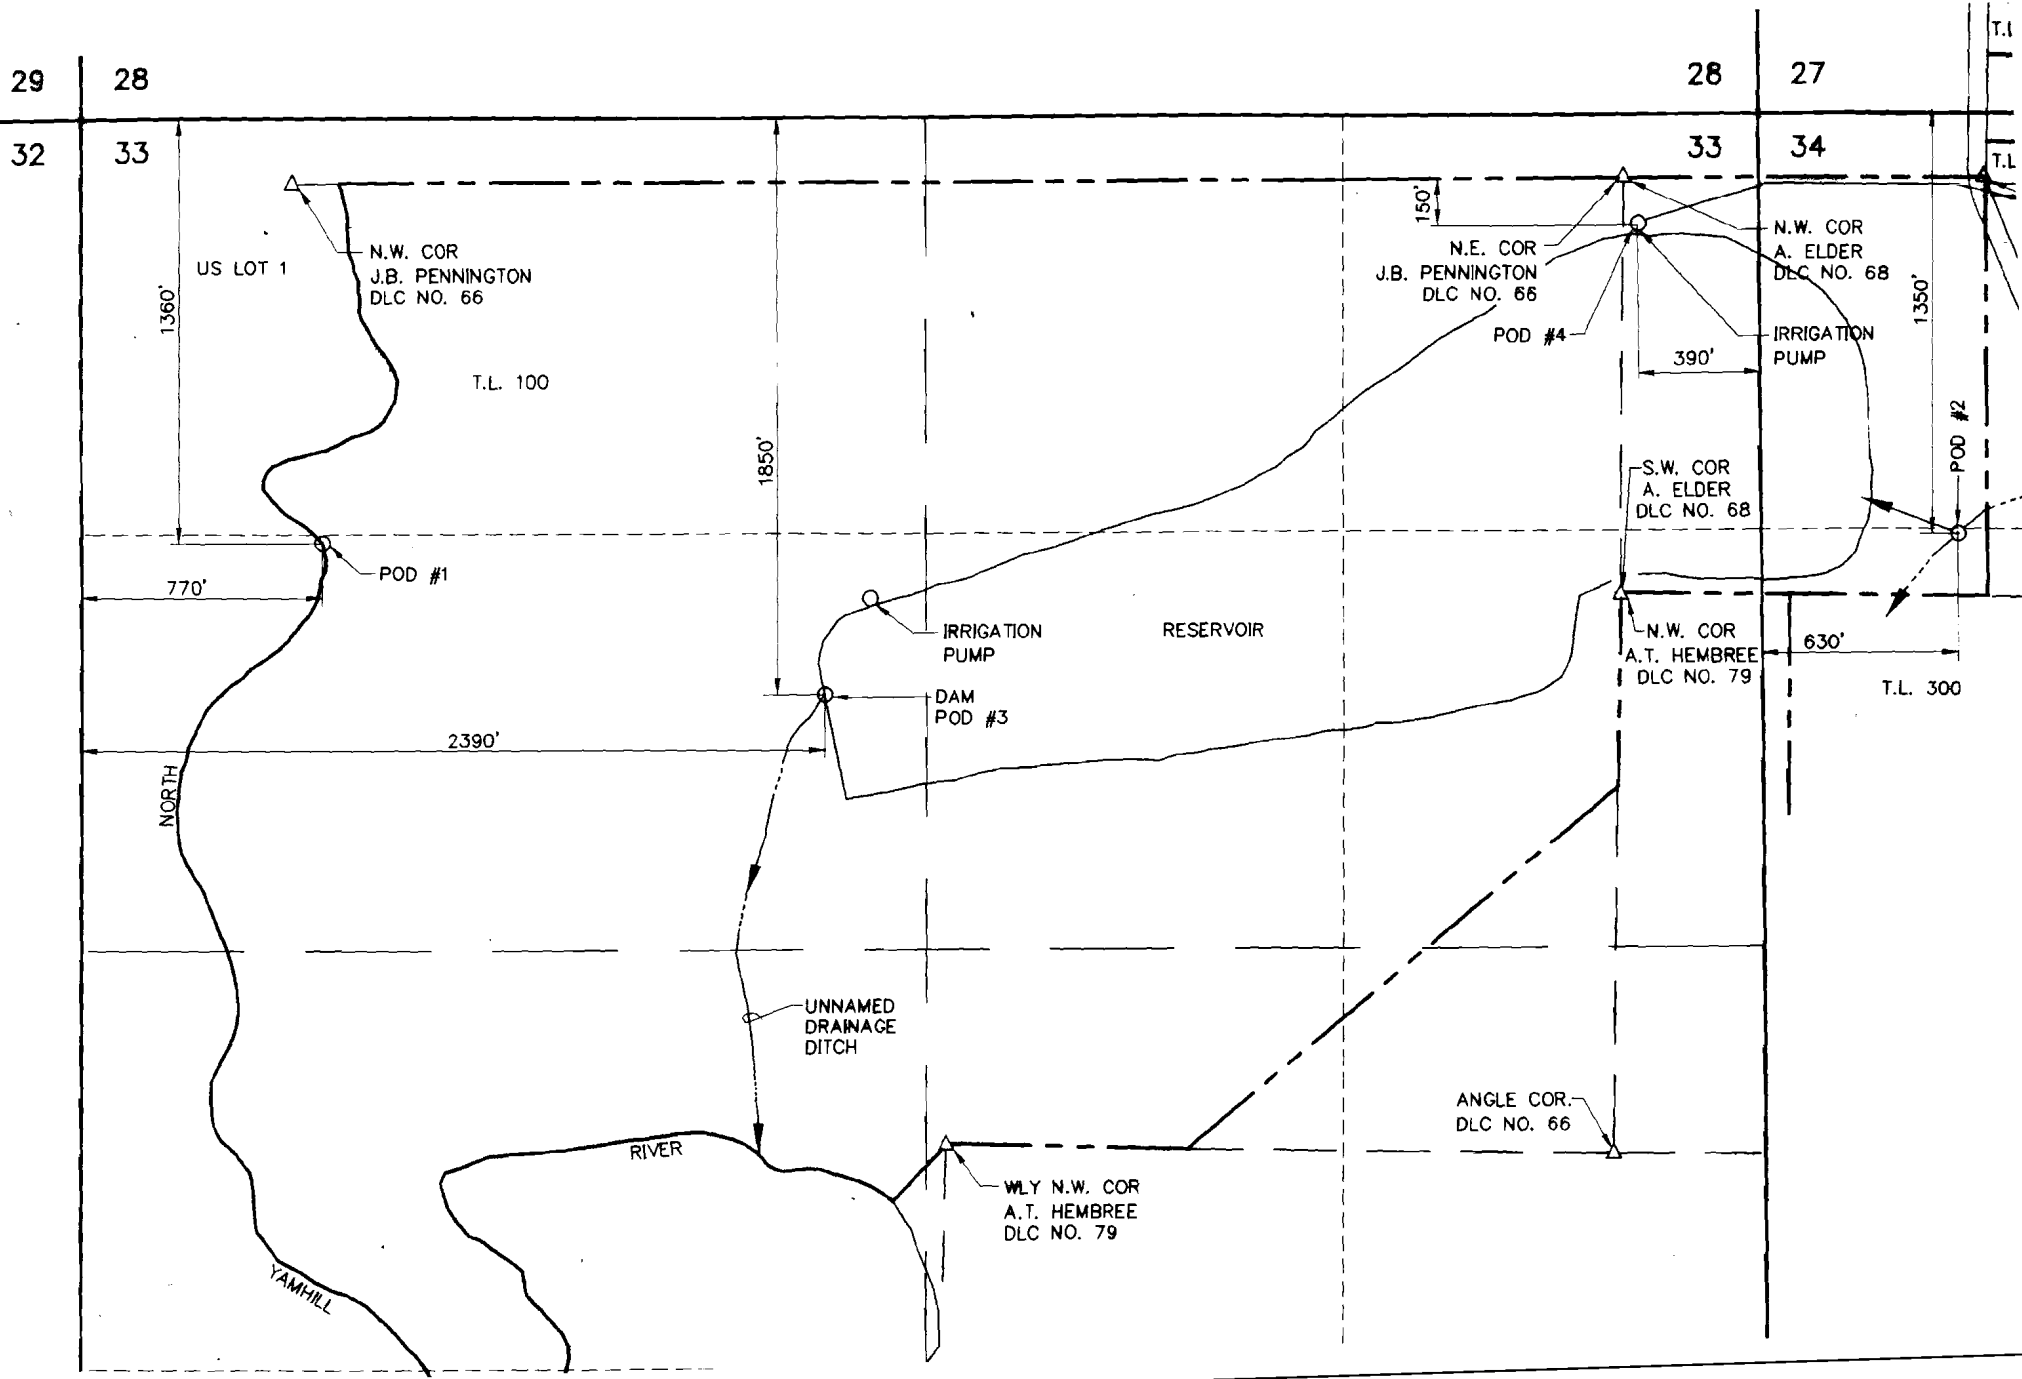 29
28
28
27
T.L
32
33
33
34
T.L
150'
N.W. COR
J.B. PENNINGTON
DLC NO. 66
US LOT 1
N.E. COR
J.B. PENNINGTON
DLC NO. 66
N.W. COR
A. ELDER
DLC NO. 68
1360'
1350'
POD #4
IRRIGATION
PUMP
390'
T.L. 100
POD #2
1850'
S.W. COR
A. ELDER
DLC NO. 68
POD #1
770'
IRRIGATION
PUMP
RESERVOIR
N.W. COR
A.T. HEMBREE
DLC NO. 79
630'
T.L. 300
DAM
POD #3
2390'
NORTH
UNNAMED
DRAINAGE
DITCH
ANGLE COR.
DLC NO. 66
RIVER
WLY N.W. COR
A.T. HEMBREE
DLC NO. 79
YAMHILL